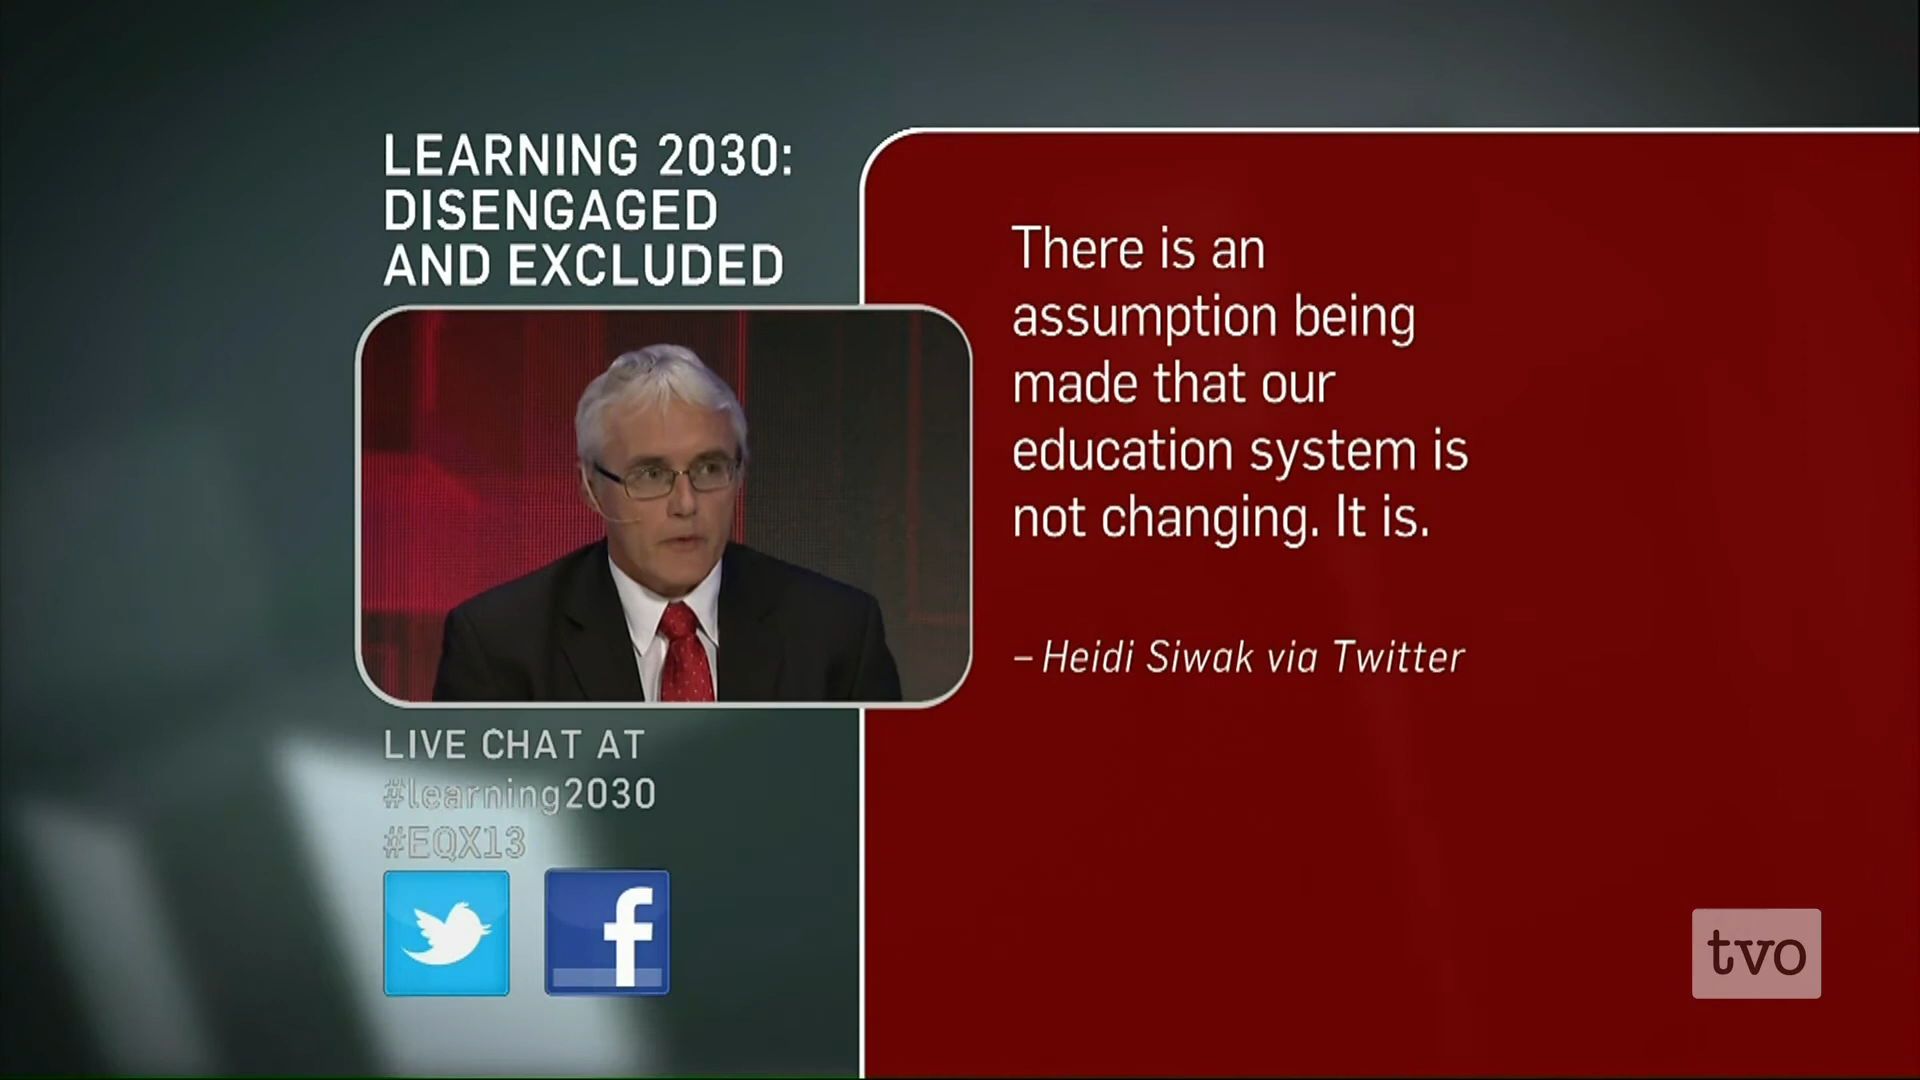 LEARNING 2030:
DISENGAGED
AND EXCLUDED
There is an
assumption being
made that our
education system is
not changing. It is.
– Heidi Siwak via Twitter
LIVE CHAT AT
#learning2030
#EQX13
f
tvo